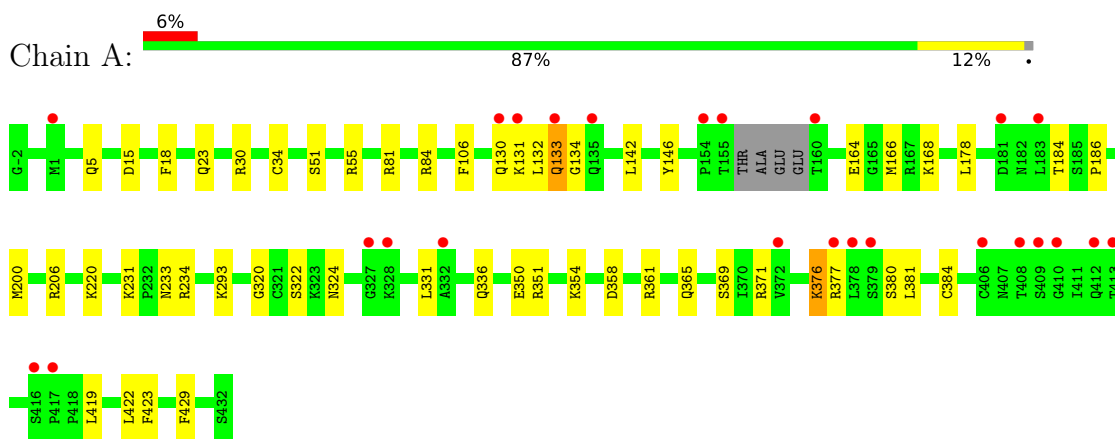 6%
Chain A:
87% 12% •
G-2 M1 Q5 D15 F18 Q23 R30 C34 S51 R55 R81 R84 F106 Q130 K131 L132 Q133 G134 Q135 L142 Y146 P154 T155 THR ALA GLU GLU T160 E164 G165 M166 R167 K168 L178 D181 N182 L183 T184 S185 P186
M200 R206 K220 K231 P232 N233 R234 K293 G320 C321 S322 K323 N324 G327 K328 L331 A332 Q336 E350 R351 K354 D358 R361 Q365 S369 I370 R371 V372 K376 R377 L378 S379 S380 L381 C384 C406 N407 T408 S409 G410 I411 Q412 T413
S416 P417 P418 L419 L422 F423 F429 S432